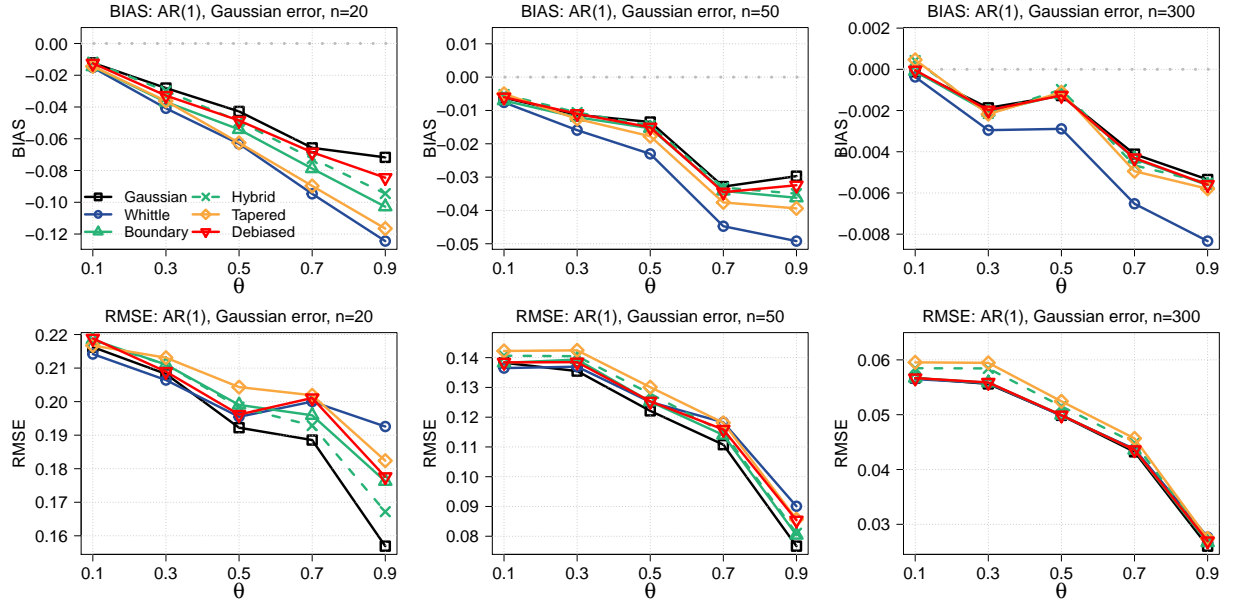 BIAS: AR(1), Gaussian error, n=20
BIAS
0.00
−0.02
−0.04
−0.06
−0.08
−0.10
−0.12
Gaussian
Whittle
Boundary
Hybrid
Tapered
Debiased
0.1 0.3 0.5 0.7 0.9
θ
BIAS: AR(1), Gaussian error, n=50
BIAS
0.01
0.00
−0.01
−0.02
−0.03
−0.04
−0.05
0.1 0.3 0.5 0.7 0.9
θ
BIAS: AR(1), Gaussian error, n=300
BIAS
0.002
0.000
−0.002
−0.004
−0.006
−0.008
0.1 0.3 0.5 0.7 0.9
θ
RMSE: AR(1), Gaussian error, n=20
RMSE
0.22
0.21
0.20
0.19
0.18
0.17
0.16
0.1 0.3 0.5 0.7 0.9
θ
RMSE: AR(1), Gaussian error, n=50
RMSE
0.14
0.13
0.12
0.11
0.10
0.09
0.08
0.1 0.3 0.5 0.7 0.9
θ
RMSE: AR(1), Gaussian error, n=300
RMSE
0.06
0.05
0.04
0.03
0.1 0.3 0.5 0.7 0.9
θ